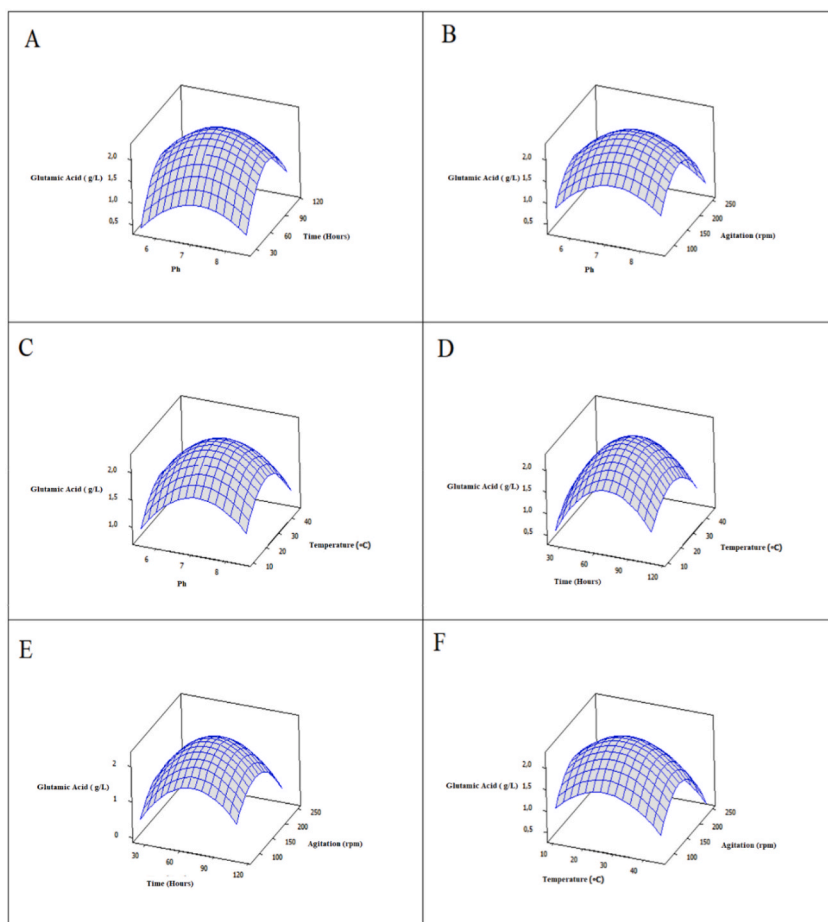 A
Glutamic Acid ( g/L)
2,0
1,5
1,0
0,5
6
7
8
Ph
30
60
90
120
Time (Hours)
B
Glutamic Acid ( g/L)
2,0
1,5
1,0
0,5
6
7
8
Ph
100
150
200
250
Agitation (rpm)
C
Glutamic Acid ( g/L)
2,0
1,5
1,0
6
7
8
Ph
10
20
30
40
Temperature (∘C)
D
Glutamic Acid ( g/L)
2,0
1,5
1,0
0,5
30
60
90
120
Time (Hours)
10
20
30
40
Temperature (∘C)
E
Glutamic Acid ( g/L)
2
1
0
30
60
90
120
Time (Hours)
100
150
200
250
Agitation (rpm)
F
Glutamic Acid ( g/L)
2,0
1,5
1,0
0,5
10
20
30
40
Temperature (∘C)
100
150
200
250
Agitation (rpm)